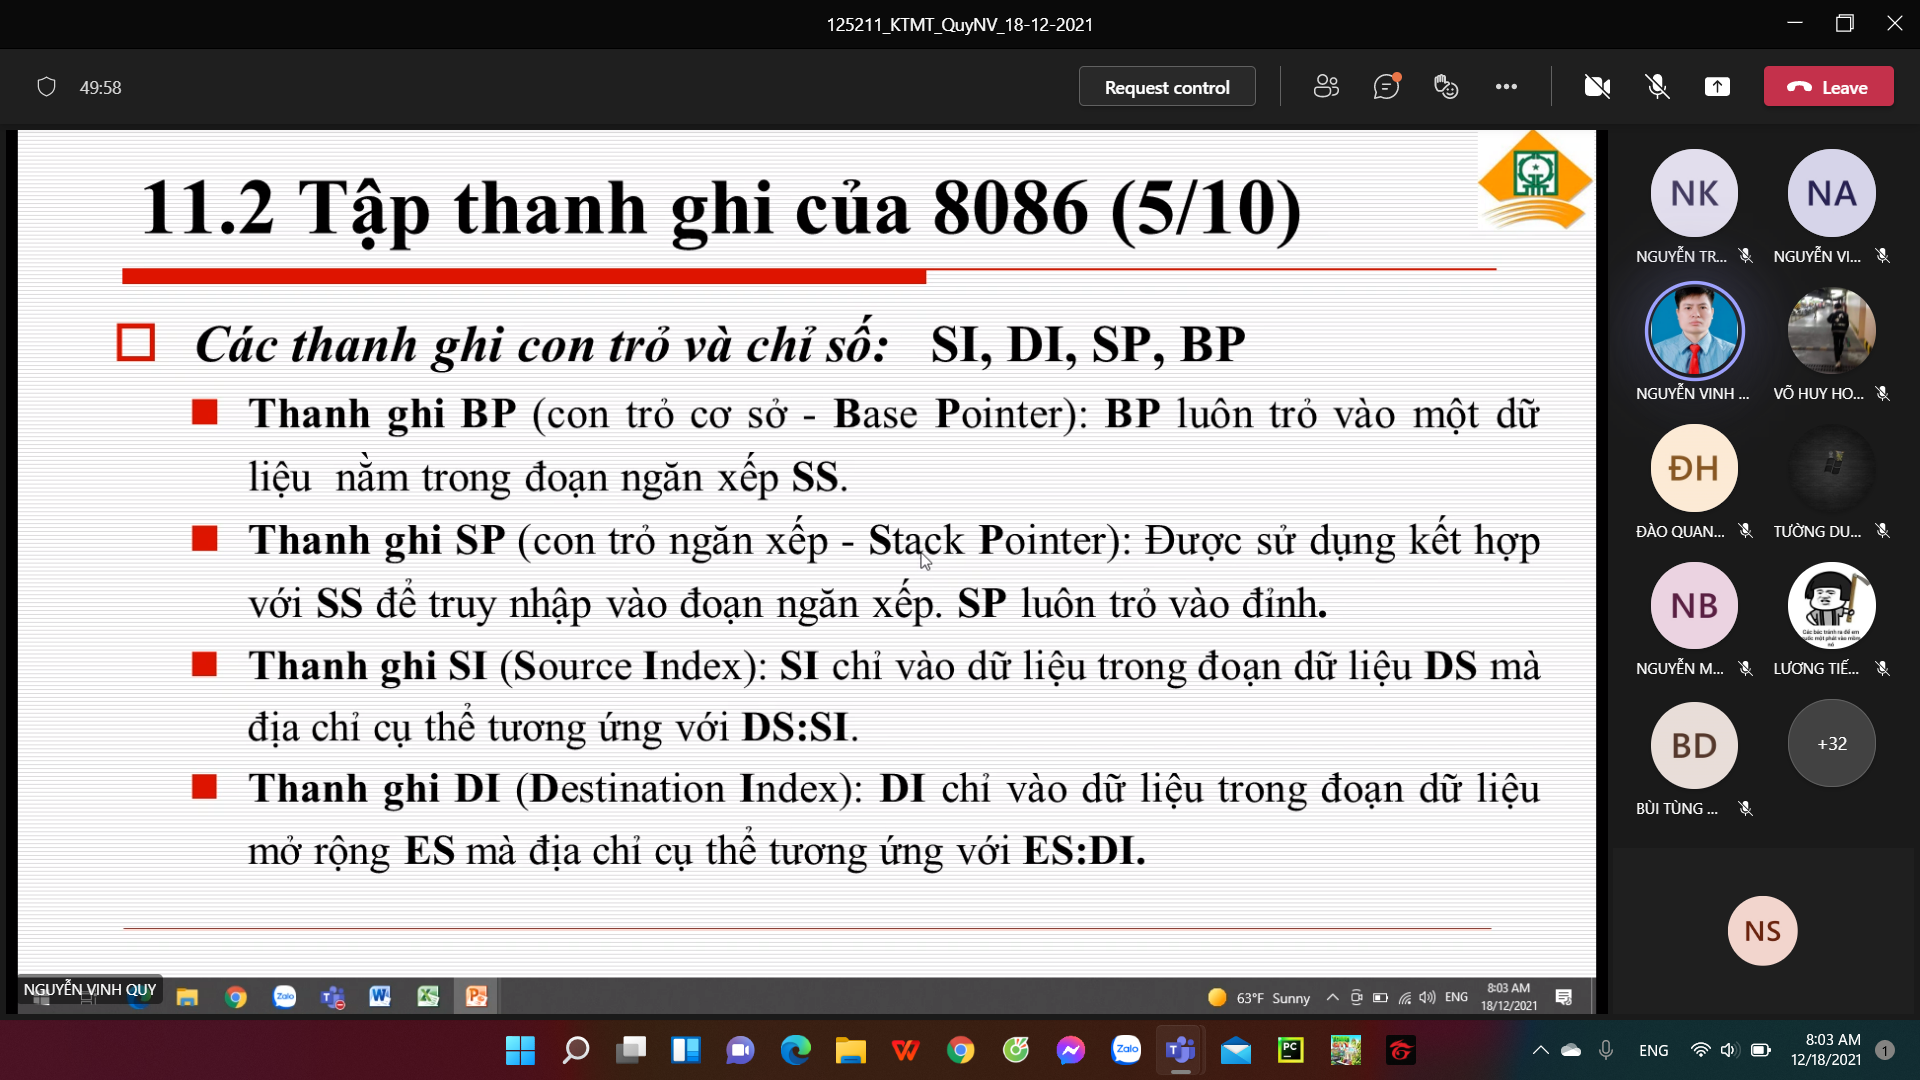 125211_KTMT_QuyNV_18-12-2021
49:58
Request control
Leave
11.2 Tập thanh ghi của 8086 (5/10)
Các thanh ghi con trỏ và chỉ số: SI, DI, SP, BP
Thanh ghi BP (con trỏ cơ sở - Base Pointer): BP luôn trỏ vào một dữ
liệu nằm trong đoạn ngăn xếp SS.
Thanh ghi SP (con trỏ ngăn xếp - Stack Pointer): Được sử dụng kết hợp
với SS để truy nhập vào đoạn ngăn xếp. SP luôn trỏ vào đỉnh.
Thanh ghi SI (Source Index): SI chỉ vào dữ liệu trong đoạn dữ liệu DS mà
địa chỉ cụ thể tương ứng với DS:SI.
Thanh ghi DI (Destination Index): DI chỉ vào dữ liệu trong đoạn dữ liệu
mở rộng ES mà địa chỉ cụ thể tương ứng với ES:DI.
NGUYỄN VỊNH QUY
Zalo
63°F Sunny
ENG
8:03 AM
18/12/2021
NK
NA
NGUYỄN TR...
NGUYỄN VI...
NGUYỄN VINH ...
VÕ HUY HO...
ĐH
ĐÀO QUAN...
TƯỜNG DU...
NB
NGUYỄN M...
LƯƠNG TIẾ...
BD
+32
BÙI TÙNG ...
NS
Zalo
PC
ENG
8:03 AM
12/18/2021
1